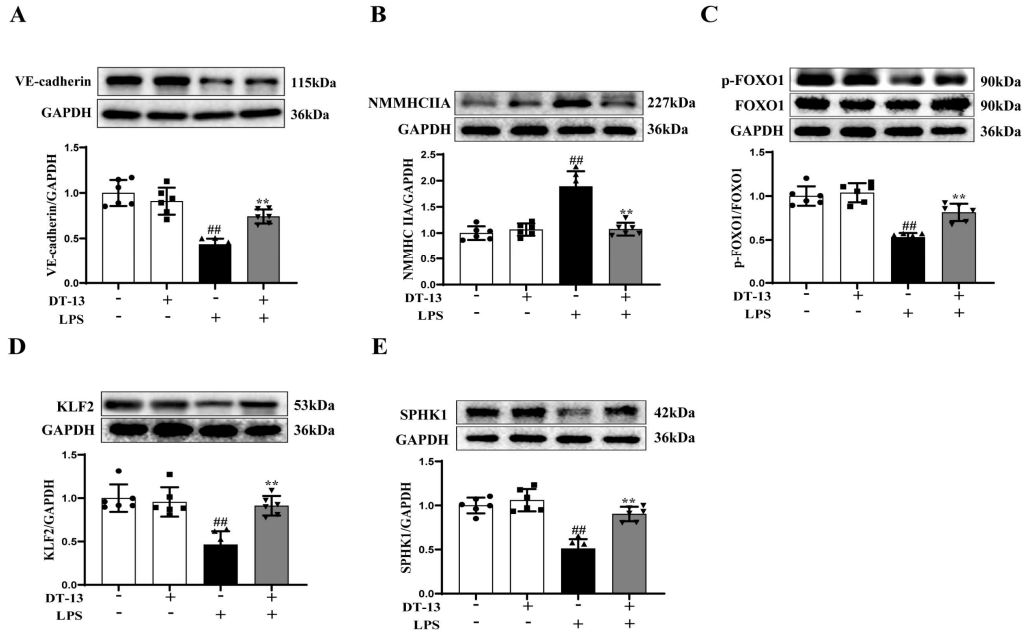 A
VE-cadherin 115kDa
GAPDH 36kDa
VE-cadherin/GAPDH
1.5
1.0
0.5
0.0
##
**
DT-13 - + - +
LPS - - + +
B
NMMHCIIA 227kDa
GAPDH 36kDa
NMMHC IIA/GAPDH
2.5
2.0
1.5
1.0
0.5
0.0
##
**
DT-13 - + - +
LPS - - + +
C
p-FOXO1 90kDa
FOXO1 90kDa
GAPDH 36kDa
p-FOXO1/FOXO1
1.5
1.0
0.5
0.0
##
**
DT-13 - + - +
LPS - - + +
D
KLF2 53kDa
GAPDH 36kDa
KLF2/GAPDH
1.5
1.0
0.5
0.0
##
**
DT-13 - + - +
LPS - - + +
E
SPHK1 42kDa
GAPDH 36kDa
SPHK1/GAPDH
1.5
1.0
0.5
0.0
##
**
DT-13 - + - +
LPS - - + +